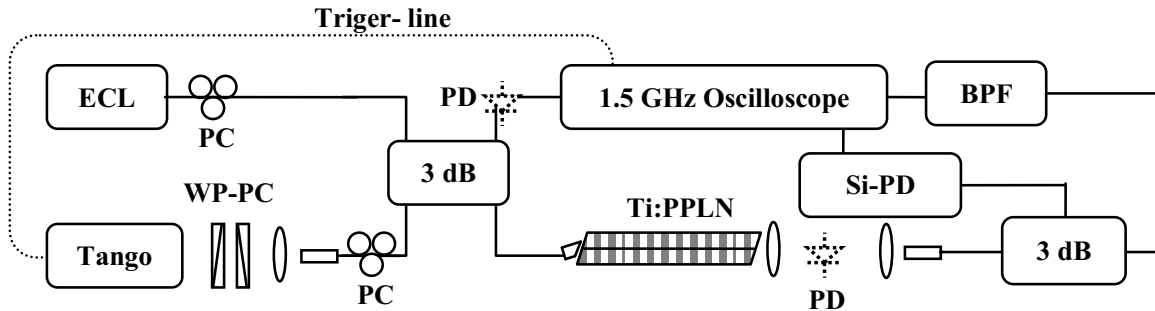 Triger- line
ECL
PC
PD
1.5 GHz Oscilloscope
BPF
3 dB
WP-PC
Si-PD
Ti:PPLN
Tango
PC
PD
3 dB